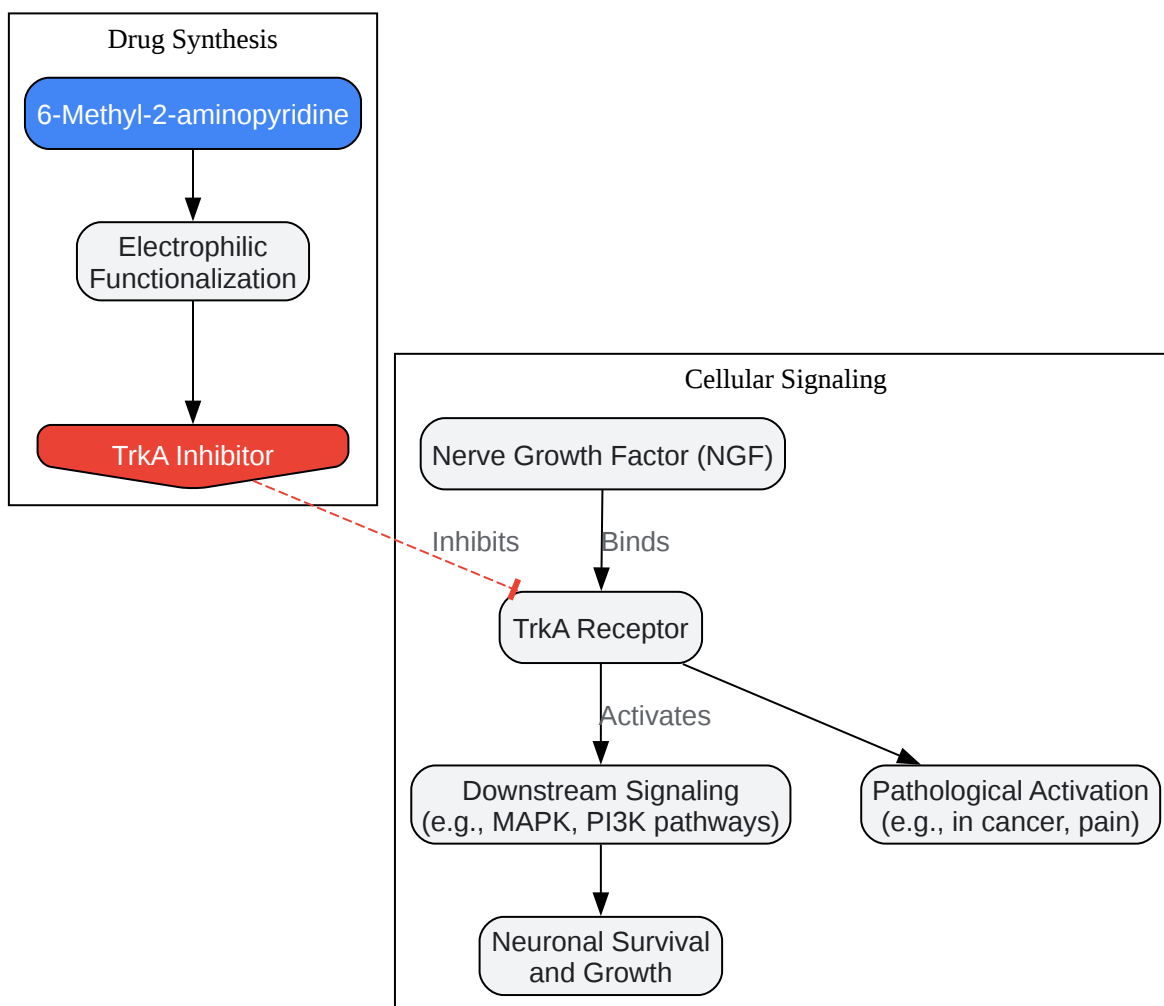 Drug Synthesis
6-Methyl-2-aminopyridine
Electrophilic
Functionalization
TrkA Inhibitor
Cellular Signaling
Nerve Growth Factor (NGF)
Inhibits
Binds
TrkA Receptor
Activates
Downstream Signaling
(e.g., MAPK, PI3K pathways)
Pathological Activation
(e.g., in cancer, pain)
Neuronal Survival
and Growth